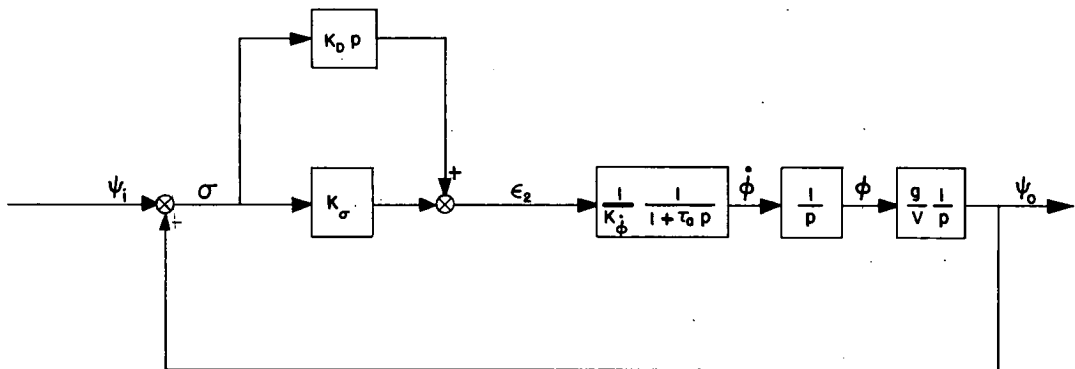 K_D p
+
ψ_i
−
σ
K_σ
ε_2
1/K_φ̇ 1/(1 + τ_a p)
φ̇
1/p
φ
g/V 1/p
ψ_o